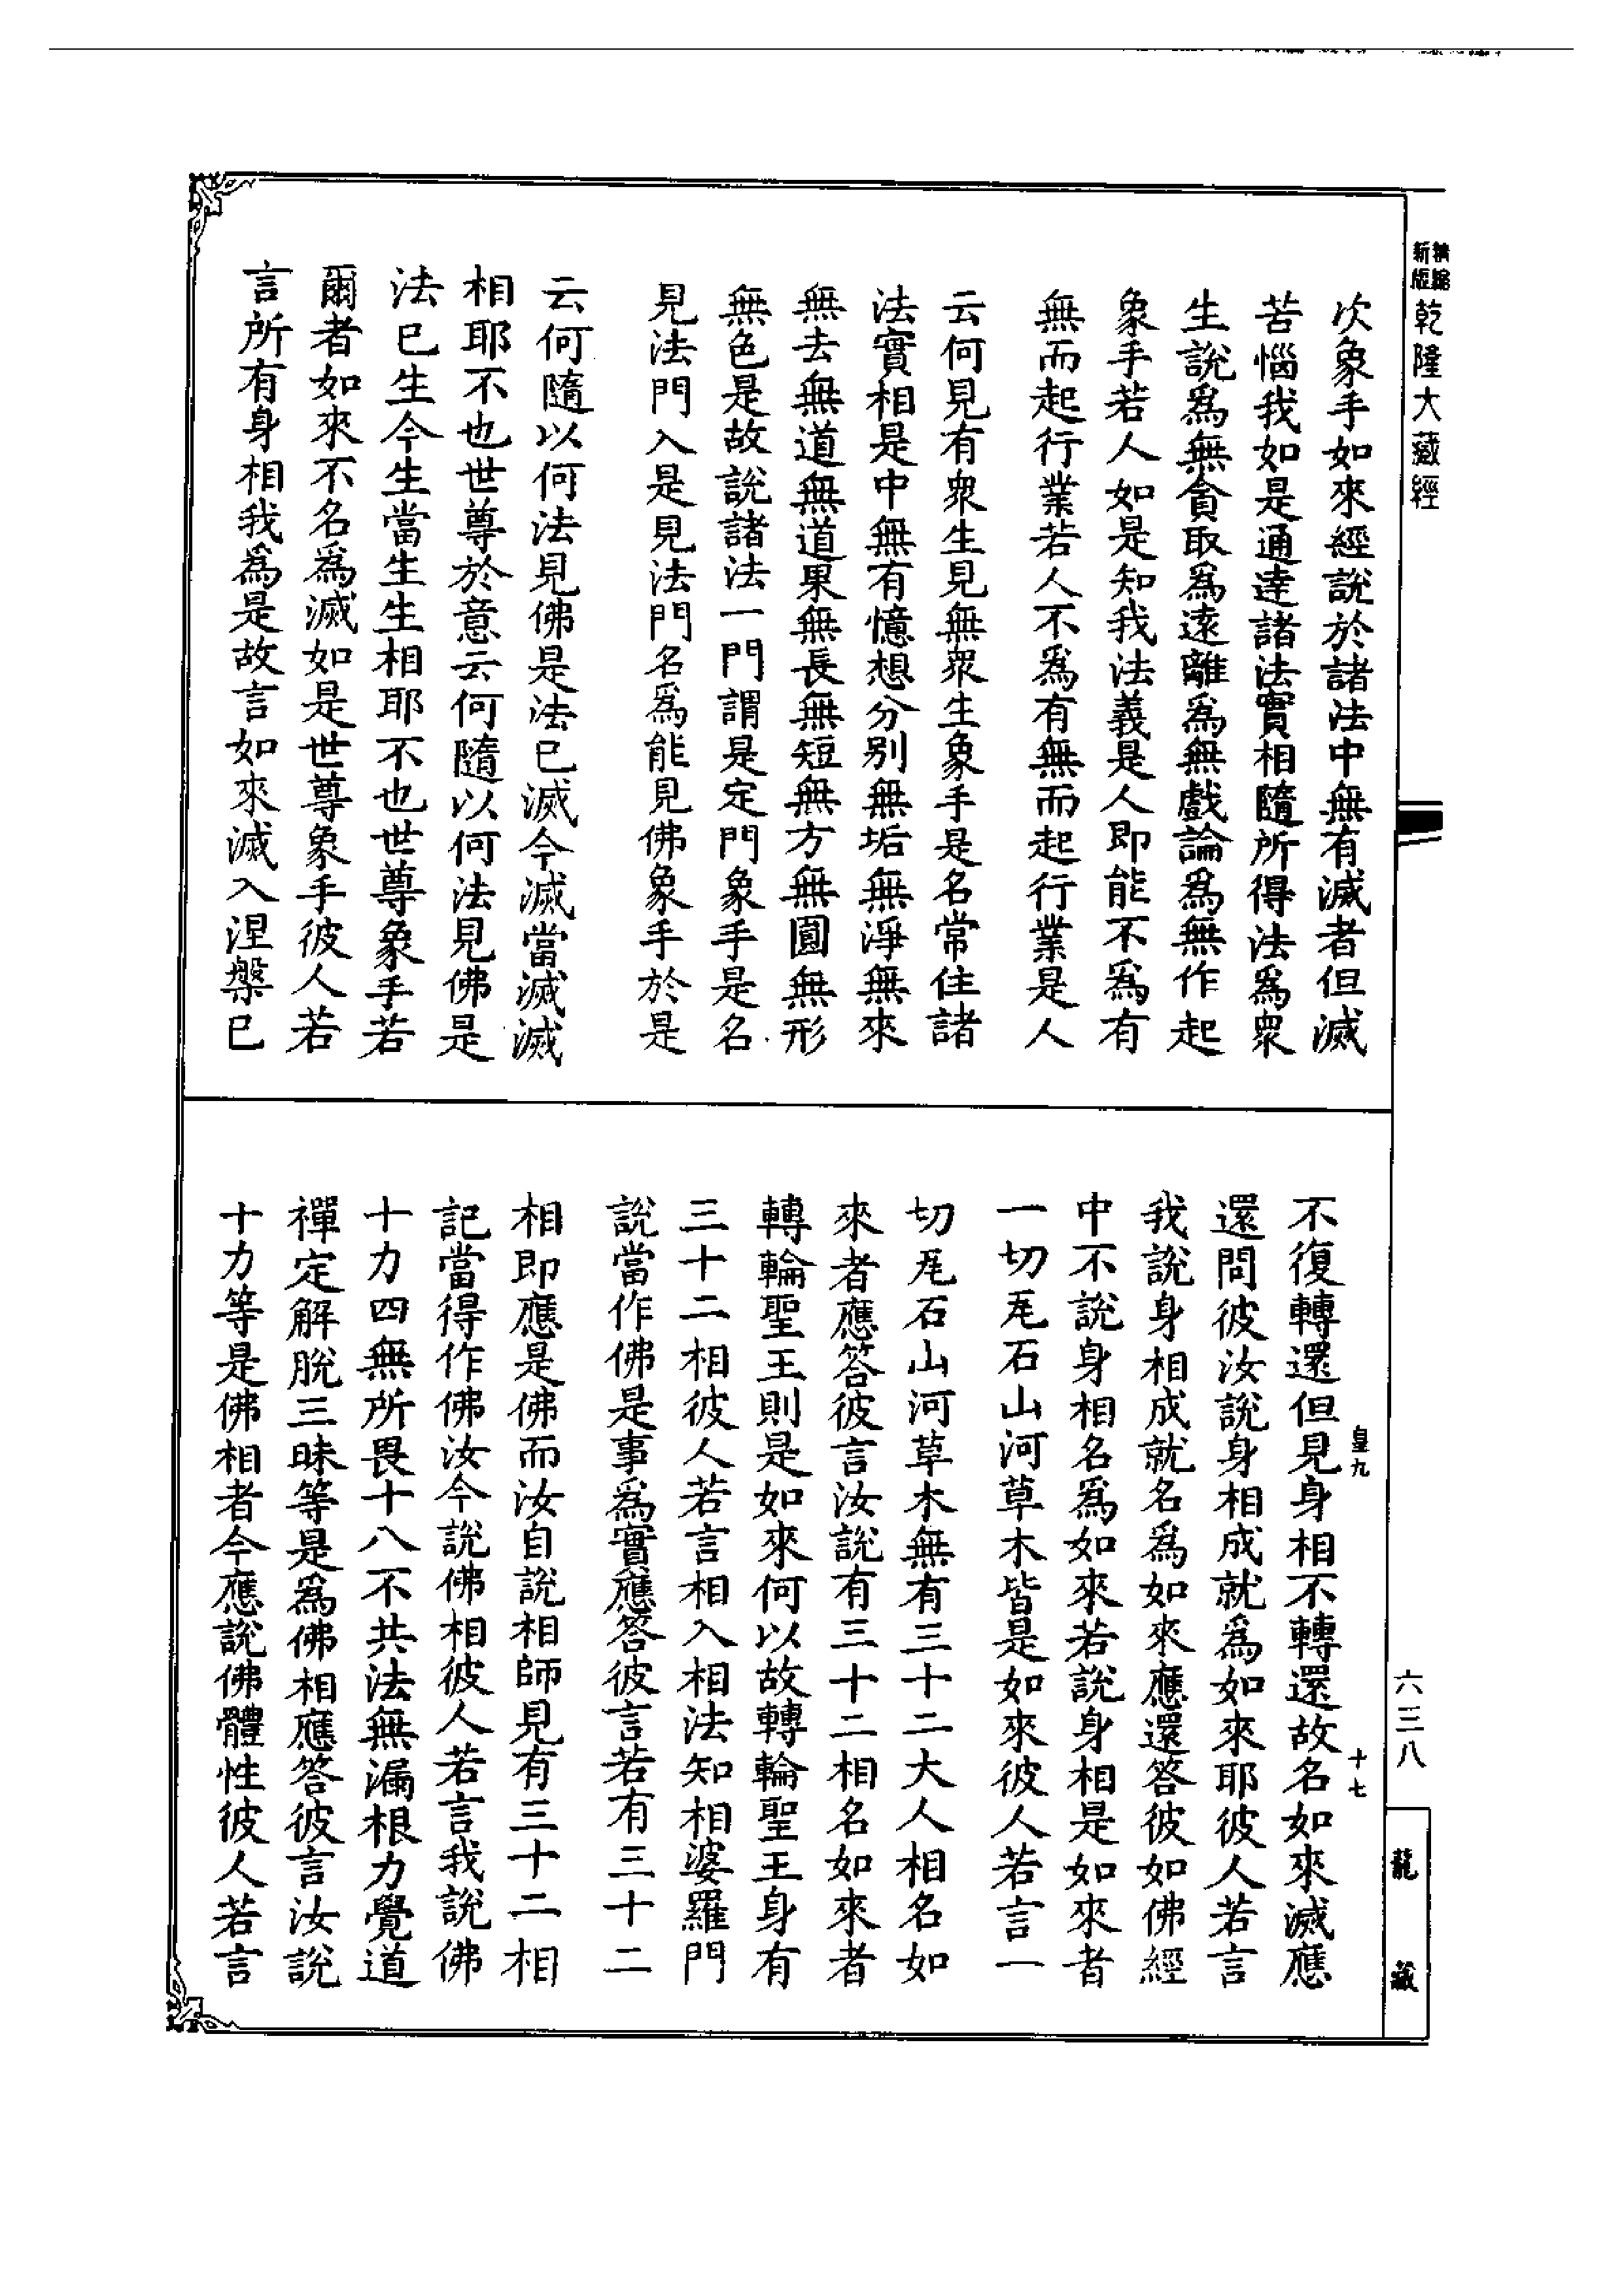 新版精縮乾隆大藏經
次象手如來經說於諸法中無有滅者但滅
苦惱我如是通達諸法實相隨所得法爲眾
生說爲無貪取爲遠離爲無戲論爲無作起
象手若人如是知我法義是人即能不爲有
無而起行業若人不爲有無而起行業是人
云何見有衆生見無衆生象手是名常住諸
法實相是中無有憶想分別無垢無淨無來
無去無道無道果無長無短無方無圓無形
無色是故說諸法一門謂是定門象手是名
見法門入是見法門名爲能見佛象手於是
云何隨以何法見佛是法已滅今滅當滅滅
相耶不也世尊於意云何隨以何法見佛是
法已生今生當生生相耶不也世尊象手若
爾者如來不名爲滅如是世尊象手彼人若
言所有身相我爲是故言如來滅入涅槃已
不復轉還但見身相不轉還故名如來滅應
還問彼汝說身相成就爲如來耶彼人若言
我說身相成就名爲如來應還答彼如佛經
中不說身相名爲如來若說身相是如來者
一切瓦石山河草木皆是如來彼人若言一
切瓦石山河草木無有三十二大人相名如
來者應答彼言汝說有三十二相名如來者
轉輪聖王則是如來何以故轉輪聖王身有
三十二相彼人若言相入相法知相婆羅門
說當作佛是事爲實應答彼言若有三十二
相即應是佛而汝自說相師見有三十二相
記當得作佛汝今說佛相彼人若言我說佛
十力四無所畏十八不共法無漏根力覺道
禪定解脫三昧等是爲佛相應答彼言汝說
十力等是佛相者今應說佛體性彼人若言
皇九
十七
六三八
龍藏